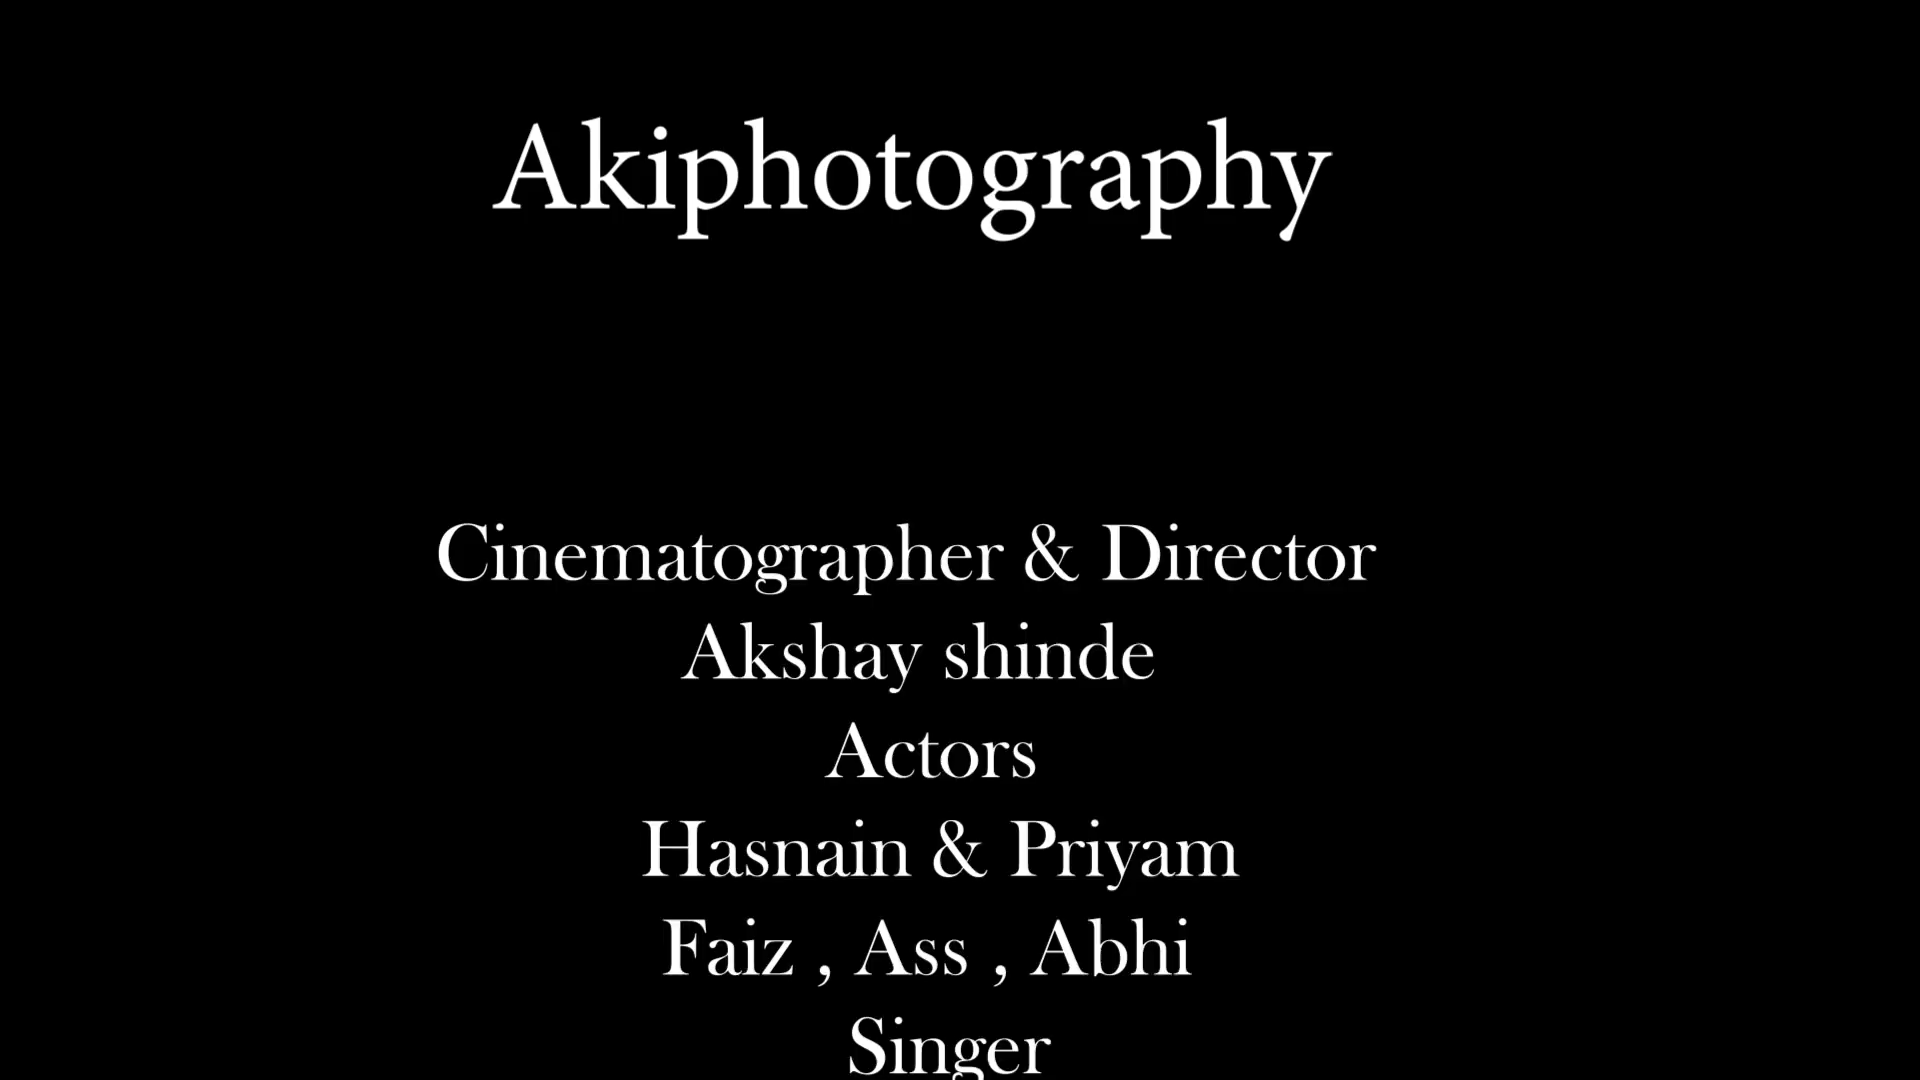 Akiphotography
Cinematographer & Director
Akshay shinde
Actors
Hasnain & Priyam
Faiz , Ass , Abhi
Singer